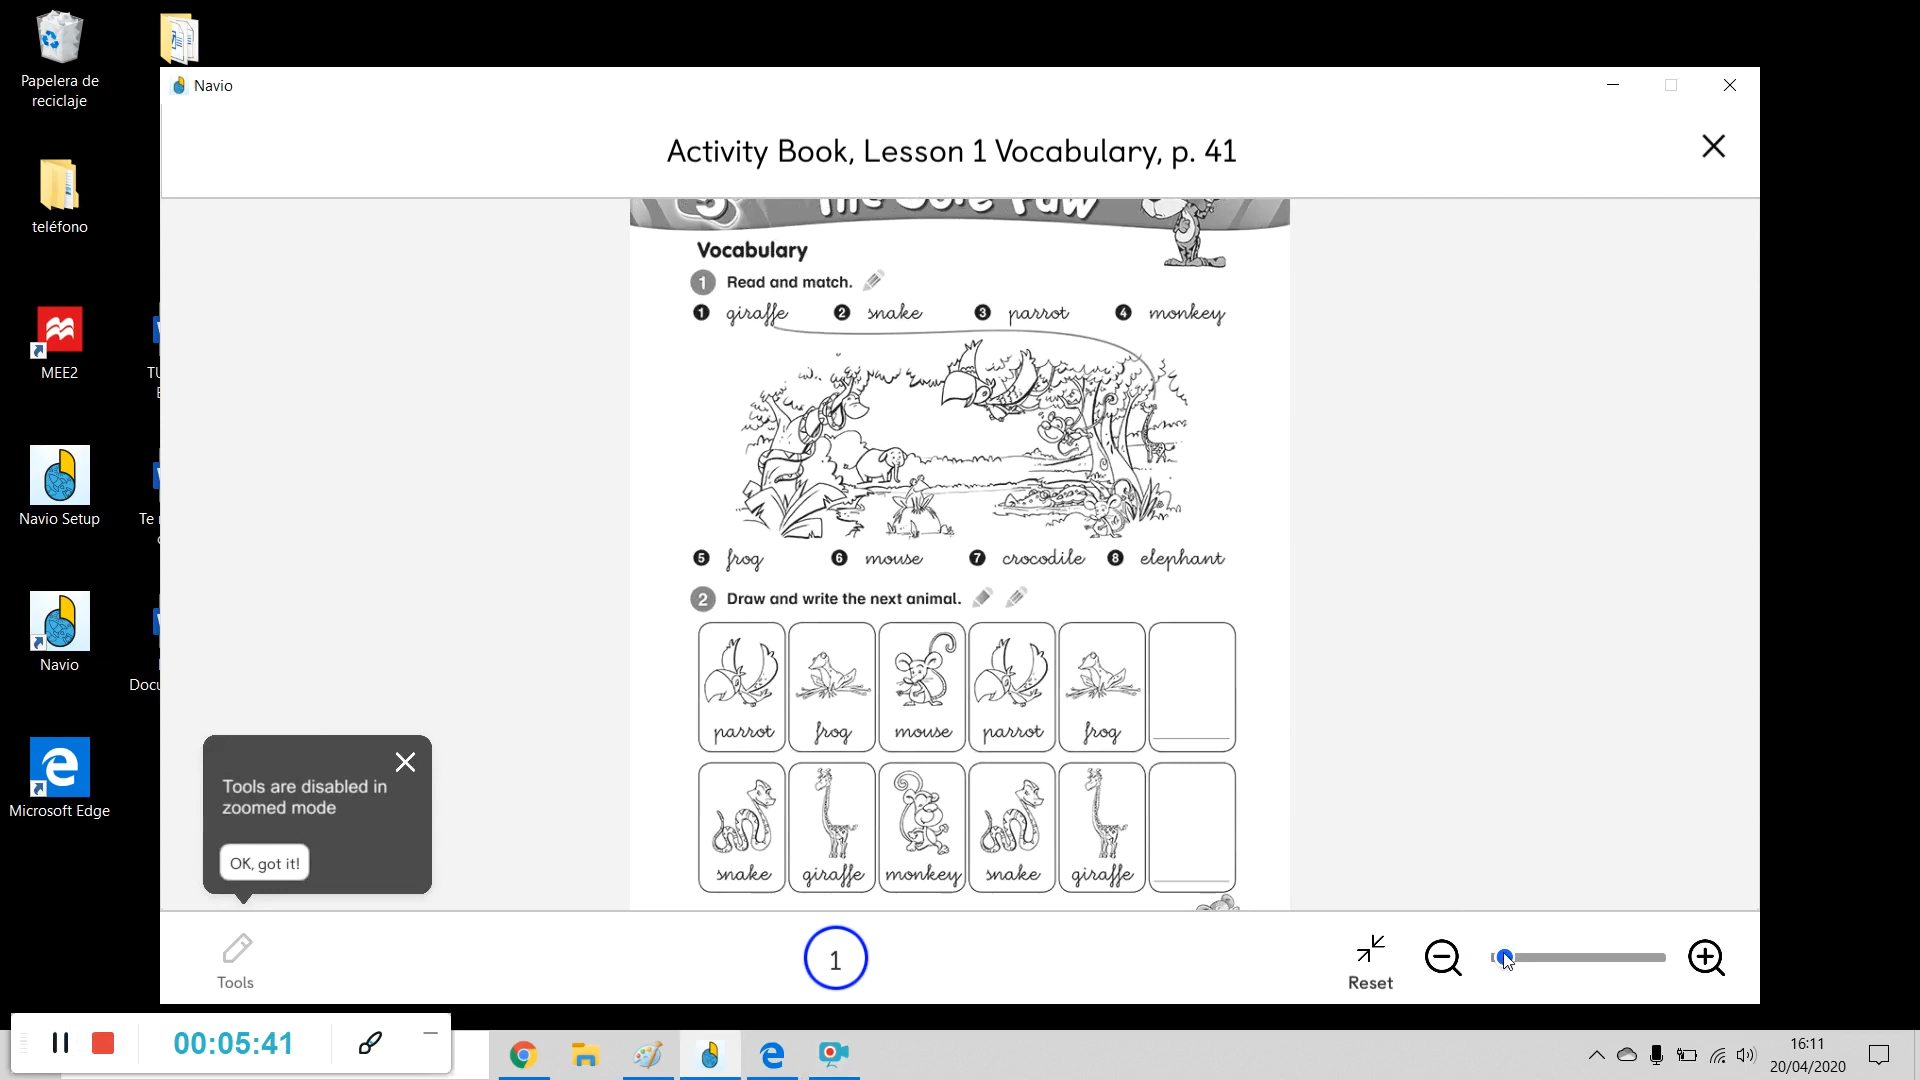 Papelera de
reciclaje
teléfono
MEE2
Navio Setup
Navio
Microsoft Edge
Navio
Activity Book, Lesson 1 Vocabulary, p. 41
5
Vocabulary
1 Read and match.
1 giraffe 2 snake 3 parrot 4 monkey
5 frog 6 mouse 7 crocodile 8 elephant
2 Draw and write the next animal.
parrot frog mouse parrot frog
snake giraffe monkey snake giraffe
Tools are disabled in
zoomed mode
OK, got it!
Tools
1
Reset
00:05:41
16:11
20/04/2020